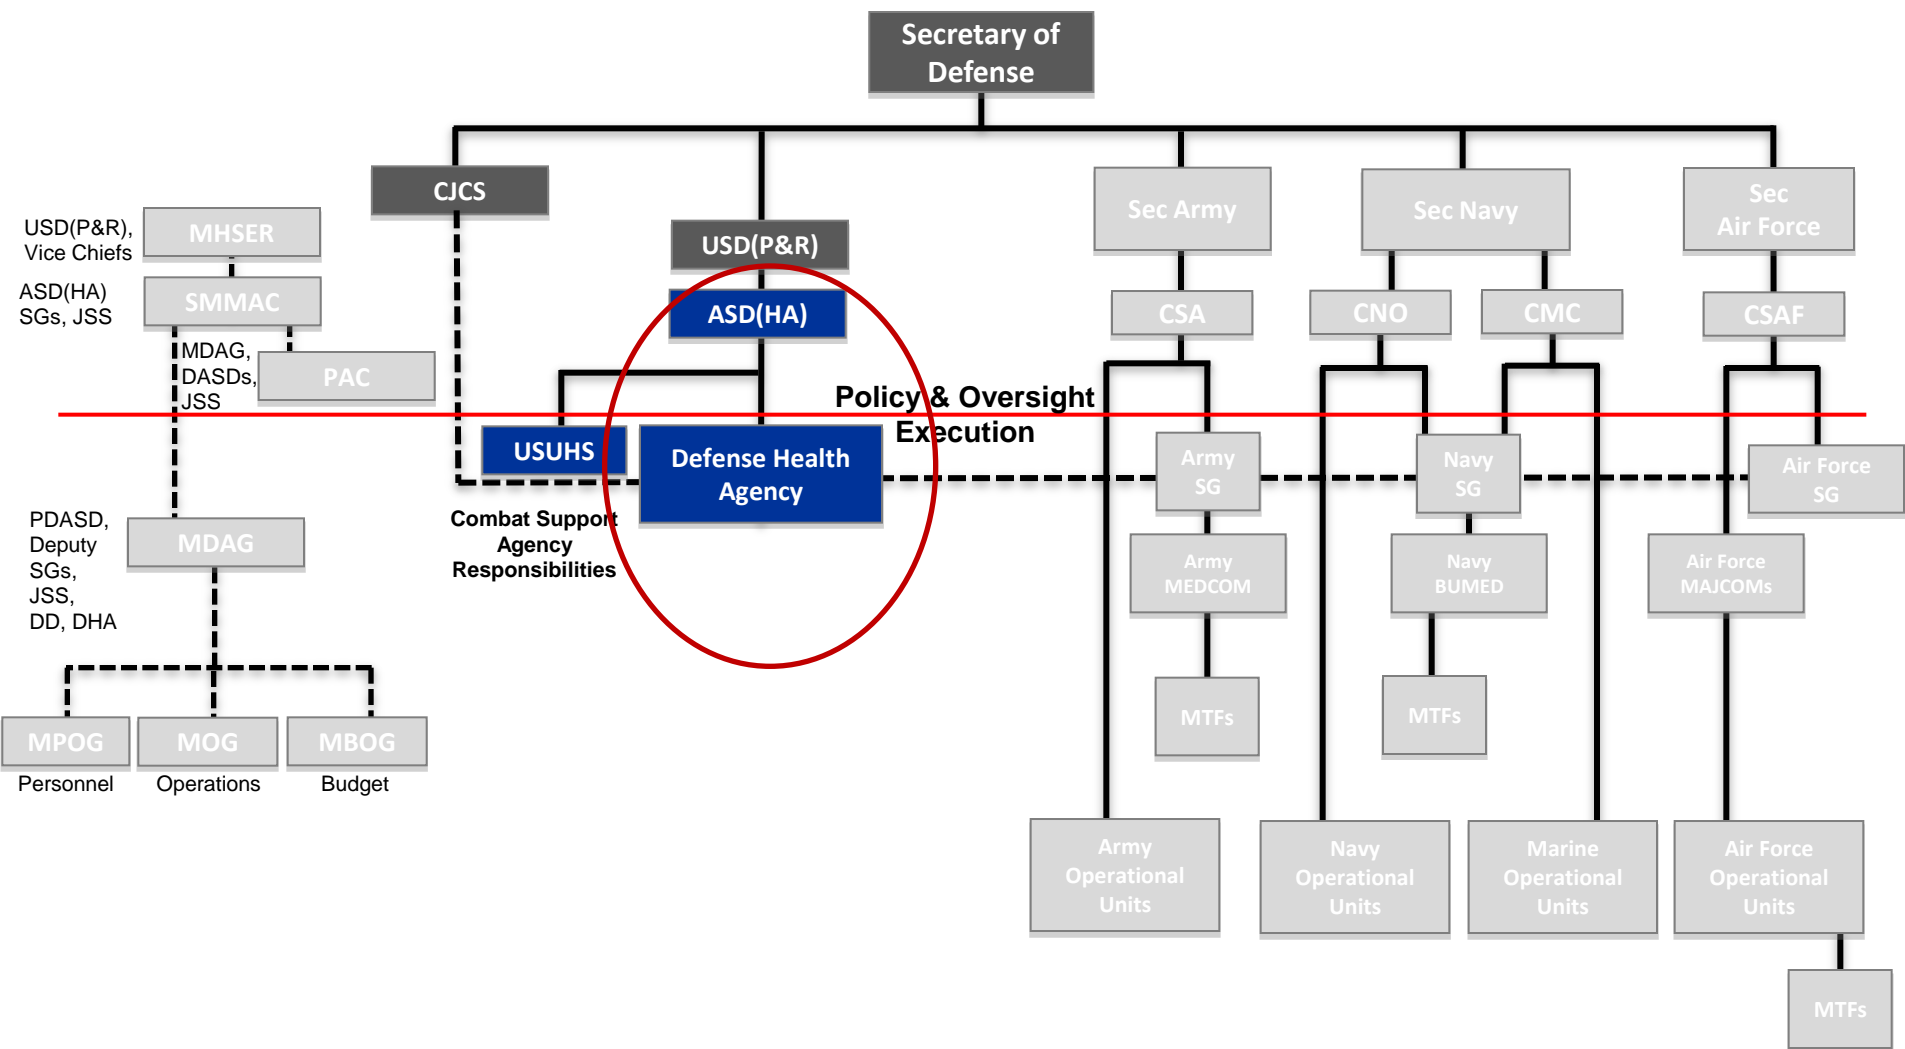 Secretary of
Defense
CJCS
Sec Army
Sec Navy
Sec
Air Force
USD(P&R),
Vice Chiefs
MHSER
USD(P&R)
ASD(HA)
SGs, JSS
SMMAC
ASD(HA)
CSA
CNO
CMC
CSAF
MDAG,
DASDs,
JSS
PAC
Policy & Oversight
Execution
USUHS
Defense Health
Agency
Army
SG
Navy
SG
Air Force
SG
Combat Support
Agency
Responsibilities
PDASD,
Deputy
SGs,
JSS,
DD, DHA
MDAG
Army
MEDCOM
Navy
BUMED
Air Force
MAJCOMs
MTFs
MTFs
MPOG
MOG
MBOG
Personnel
Operations
Budget
Army
Operational
Units
Navy
Operational
Units
Marine
Operational
Units
Air Force
Operational
Units
MTFs